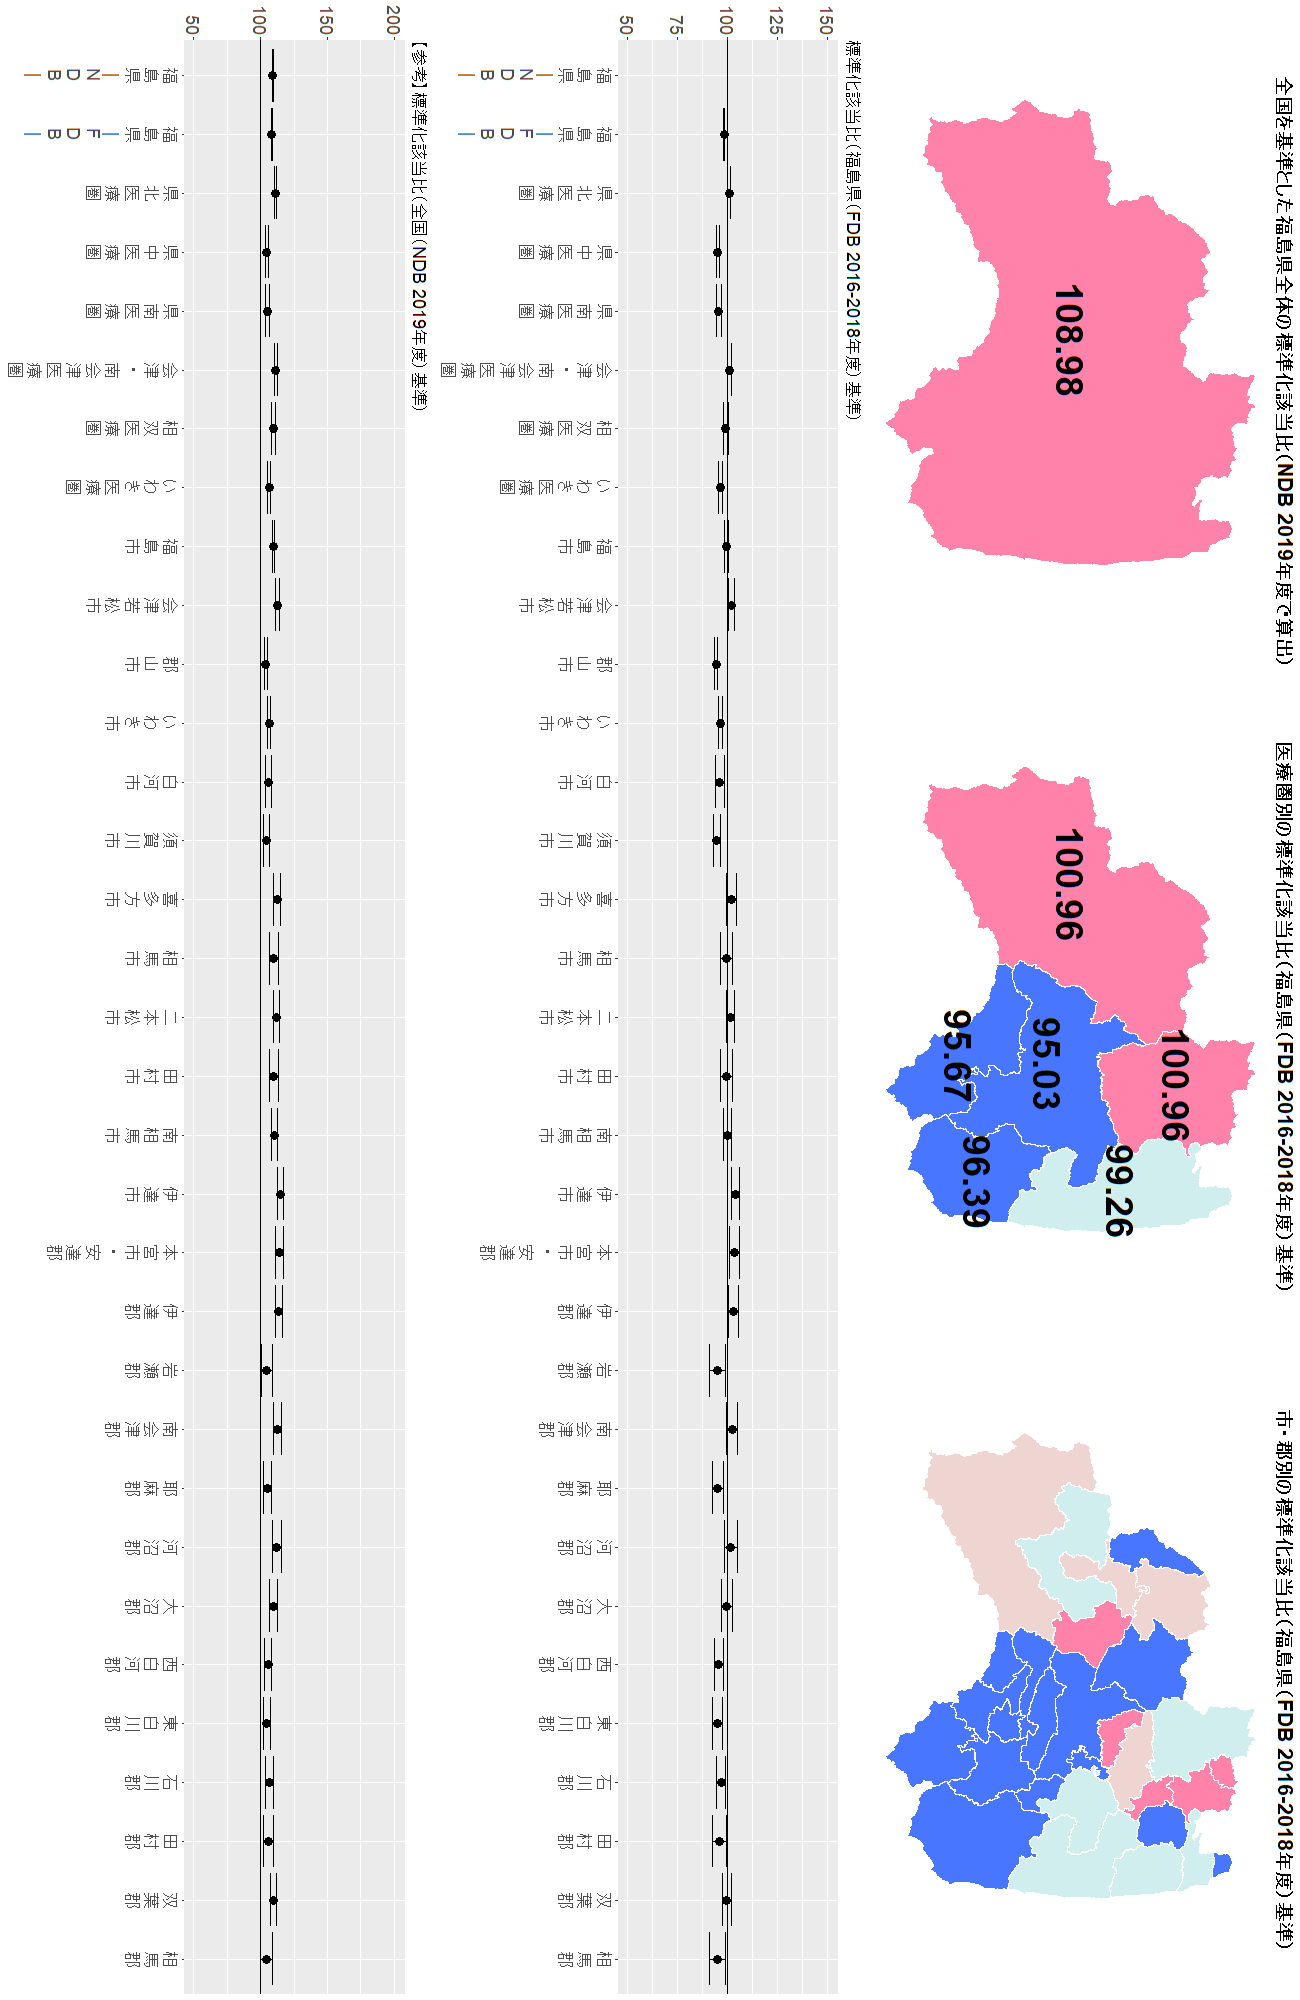 全国を基準とした福島県全体の標準化該当比(NDB 2019年度で算出)
108.98
医療圏別の標準化該当比(福島県(FDB 2016-2018年度)基準)
100.96
100.96
95.03
95.67
99.26
96.39
市・郡別の標準化該当比(福島県(FDB 2016-2018年度)基準)
標準化該当比(福島県(FDB 2016-2018年度)基準)
150
125
100
75
50
福島県―NDB―
福島県―FDB―
県北医療圏
県中医療圏
県南医療圏
会津・南会津医療圏
相双医療圏
いわき医療圏
福島市
会津若松市
郡山市
いわき市
白河市
須賀川市
喜多方市
相馬市
二本松市
田村市
南相馬市
伊達市
本宮市・安達郡
伊達郡
岩瀬郡
南会津郡
耶麻郡
河沼郡
大沼郡
西白河郡
東白川郡
石川郡
田村郡
双葉郡
相馬郡
【参考】標準化該当比(全国(NDB 2019年度)基準)
200
150
100
50
福島県―NDB―
福島県―FDB―
県北医療圏
県中医療圏
県南医療圏
会津・南会津医療圏
相双医療圏
いわき医療圏
福島市
会津若松市
郡山市
いわき市
白河市
須賀川市
喜多方市
相馬市
二本松市
田村市
南相馬市
伊達市
本宮市・安達郡
伊達郡
岩瀬郡
南会津郡
耶麻郡
河沼郡
大沼郡
西白河郡
東白川郡
石川郡
田村郡
双葉郡
相馬郡